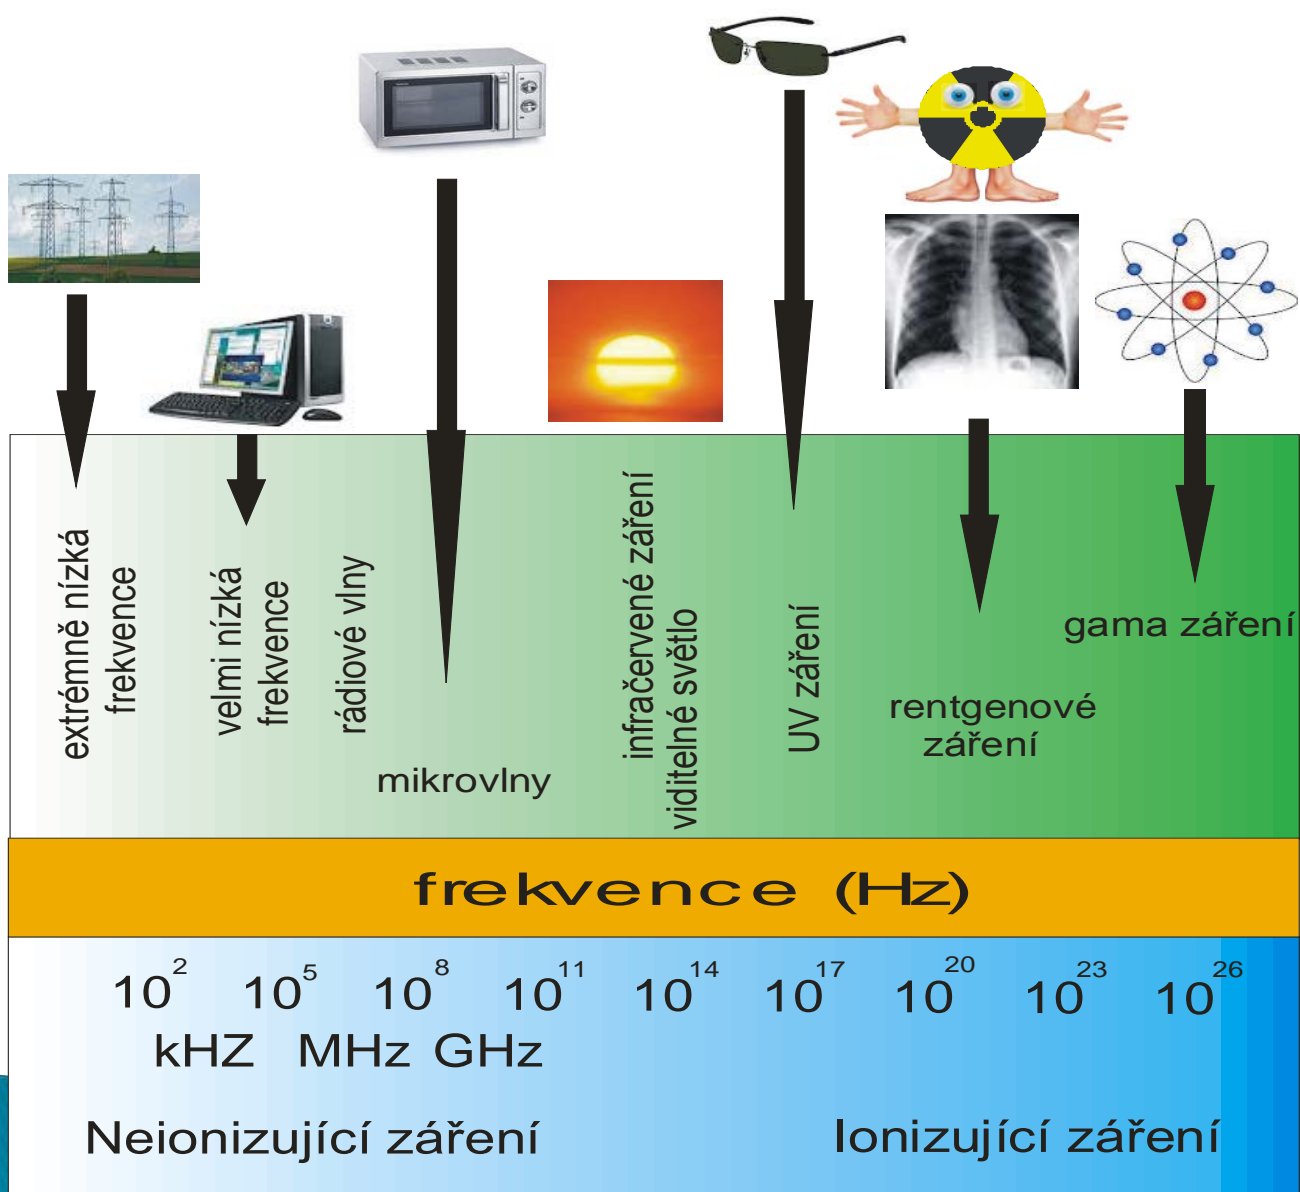 extrémně nízká
frekvence
velmi nízká
frekvence
rádiové vlny
mikrovlny
infračervené záření
viditelné světlo
UV záření
rentgenové
záření
gama záření
frekvence (Hz)
10² 10⁵ 10⁸ 10¹¹ 10¹⁴ 10¹⁷ 10²⁰ 10²³ 10²⁶
kHZ MHz GHz
Neionizující záření Ionizující záření